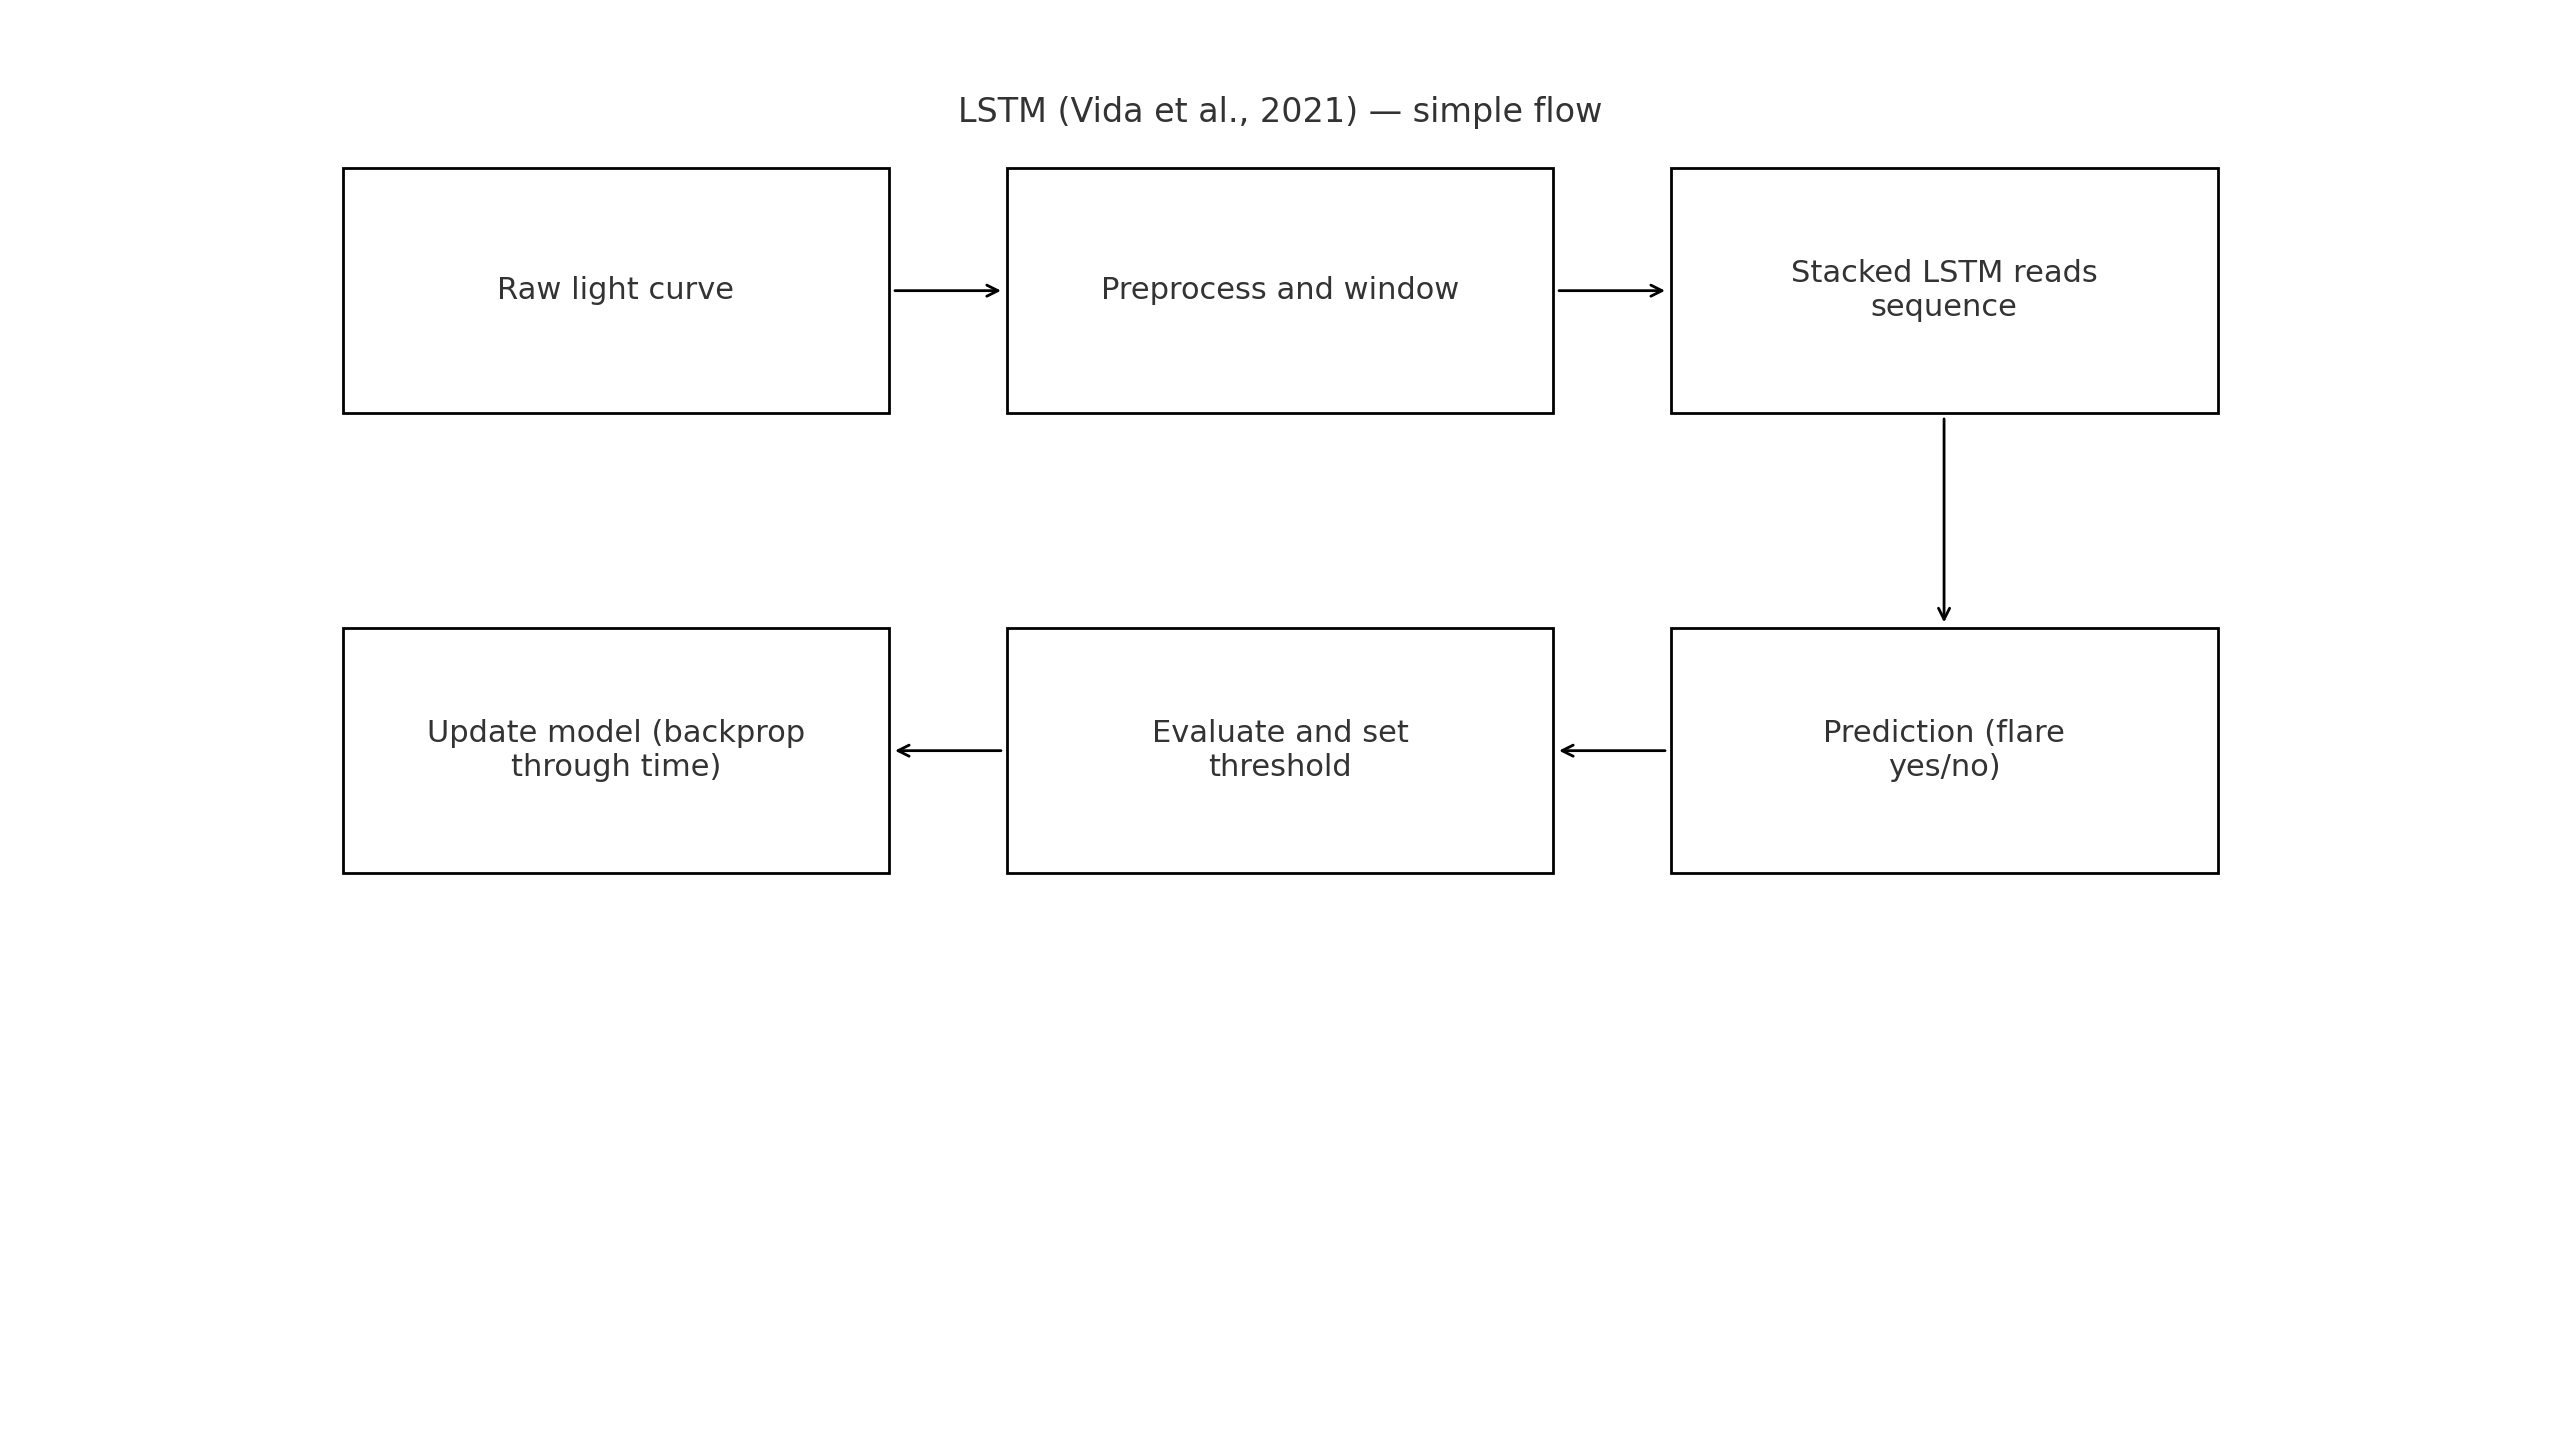 LSTM (Vida et al., 2021) — simple flow
Raw light curve
Preprocess and window
Stacked LSTM reads
sequence
Prediction (flare
yes/no)
Evaluate and set
threshold
Update model (backprop
through time)